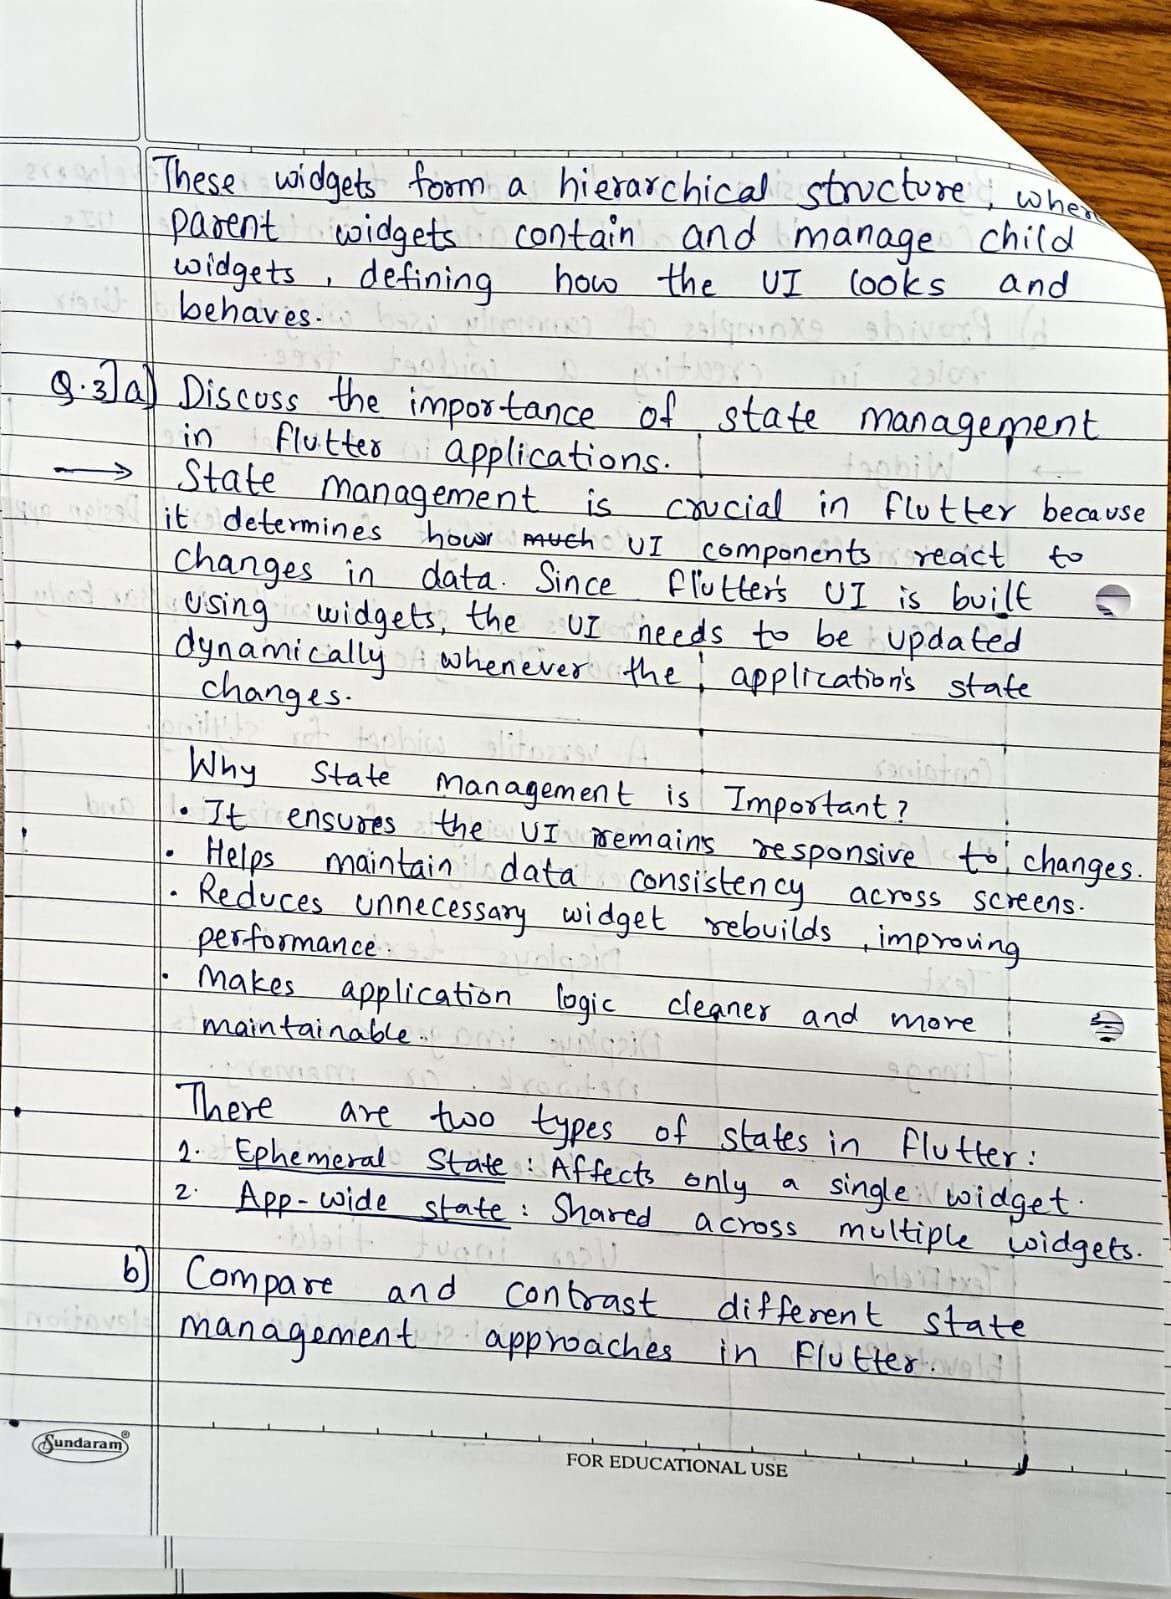 These widgets form a hierarchical structure, where
parent widgets contain and manage child
widgets, defining how the UI looks and
behaves.
Q.3] a] Discuss the importance of state management
in flutter applications.
→ State management is crucial in flutter because
it determines how much UI components react to
changes in data. Since flutter's UI is built
using widgets, the UI needs to be updated
dynamically whenever the application's state
changes.
Why State management is Important?
• It ensures the UI remains responsive to changes.
• Helps maintain data consistency across screens.
• Reduces unnecessary widget rebuilds, improving
performance.
• Makes application logic cleaner and more
maintainable.
There are two types of states in flutter:
1. Ephemeral State: Affects only a single widget.
2. App-wide state: Shared across multiple widgets.
b] Compare and contrast different state
management approaches in flutter.
Sundaram®
FOR EDUCATIONAL USE